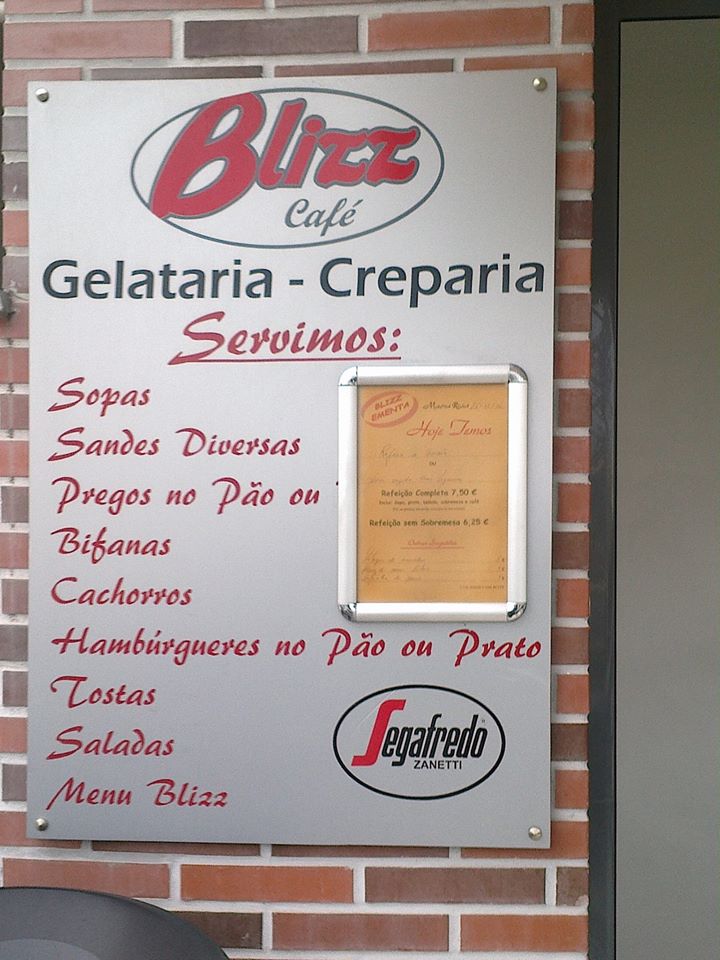 Blizz
Café
Gelataria - Creparia
Servimos:
Sopas
Sandes Diversas
Pregos no Pão ou
Bifanas
Cachorros
Hambúrgueres no Pão ou Prato
Tostas
Saladas
Menu Blizz
BLIZZ
EMENTA
Hoje Temos
ou
Refeição Completa 7,50 €
Refeição sem Sobremesa 6,25 €
Segafredo
ZANETTI